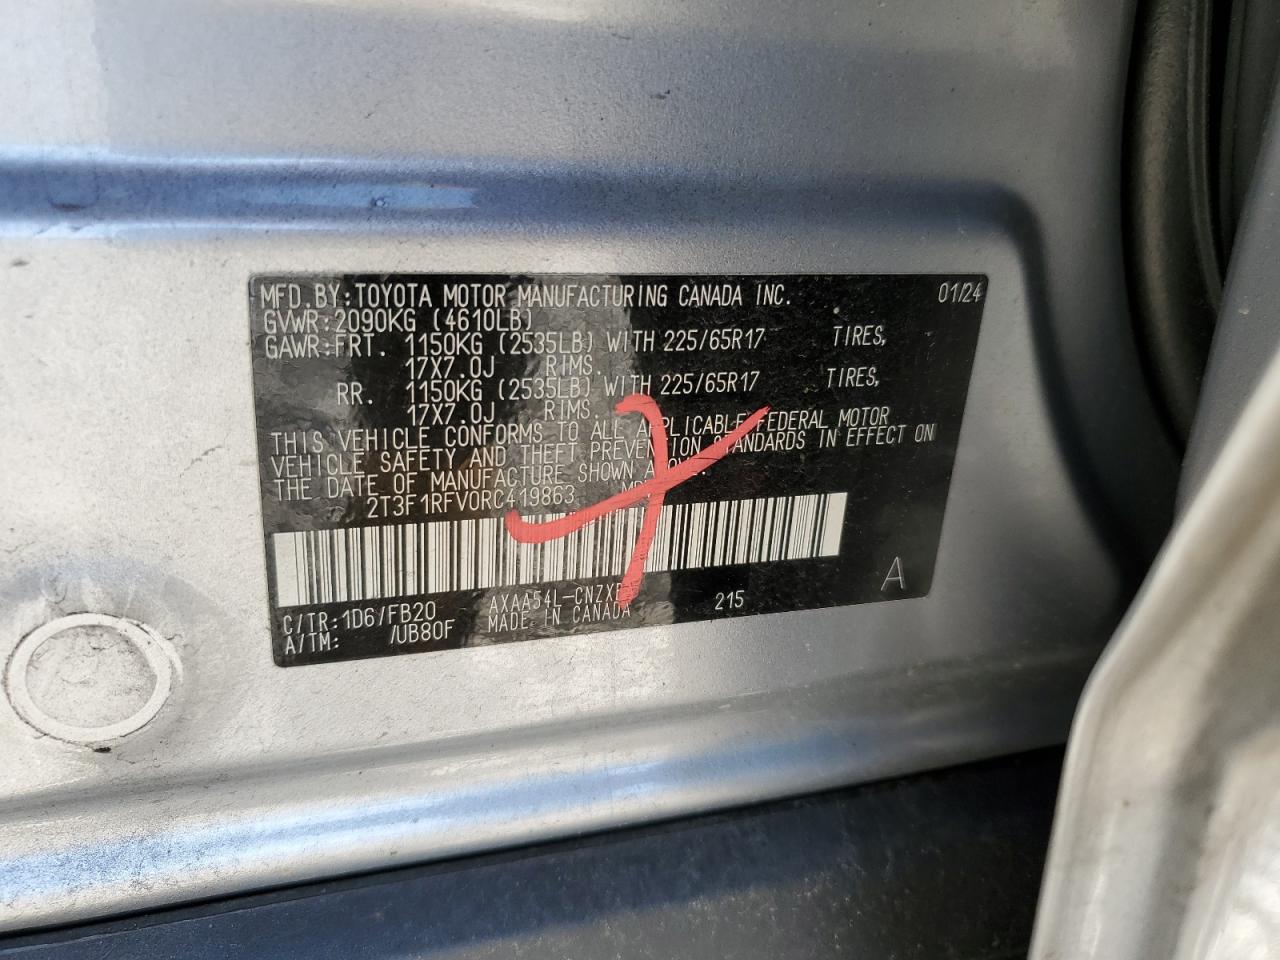 MFD.BY:TOYOTA MOTOR MANUFACTURING CANADA INC. 01/24
GVWR:2090KG (4610LB)
GAWR:FRT. 1150KG (2535LB) WITH 225/65R17 TIRES,
17X7.0J RIMS.
RR. 1150KG (2535LB) WITH 225/65R17 TIRES,
17X7.0J RIMS.
THIS VEHICLE CONFORMS TO ALL APPLICABLE FEDERAL MOTOR
VEHICLE SAFETY AND THEFT PREVENTION STANDARDS IN EFFECT ON
THE DATE OF MANUFACTURE SHOWN ABOVE.
2T3F1RFV0RC419863
C/TR:1D6/FB20 215 A
A/TM: /UB80F MADE IN CANADA